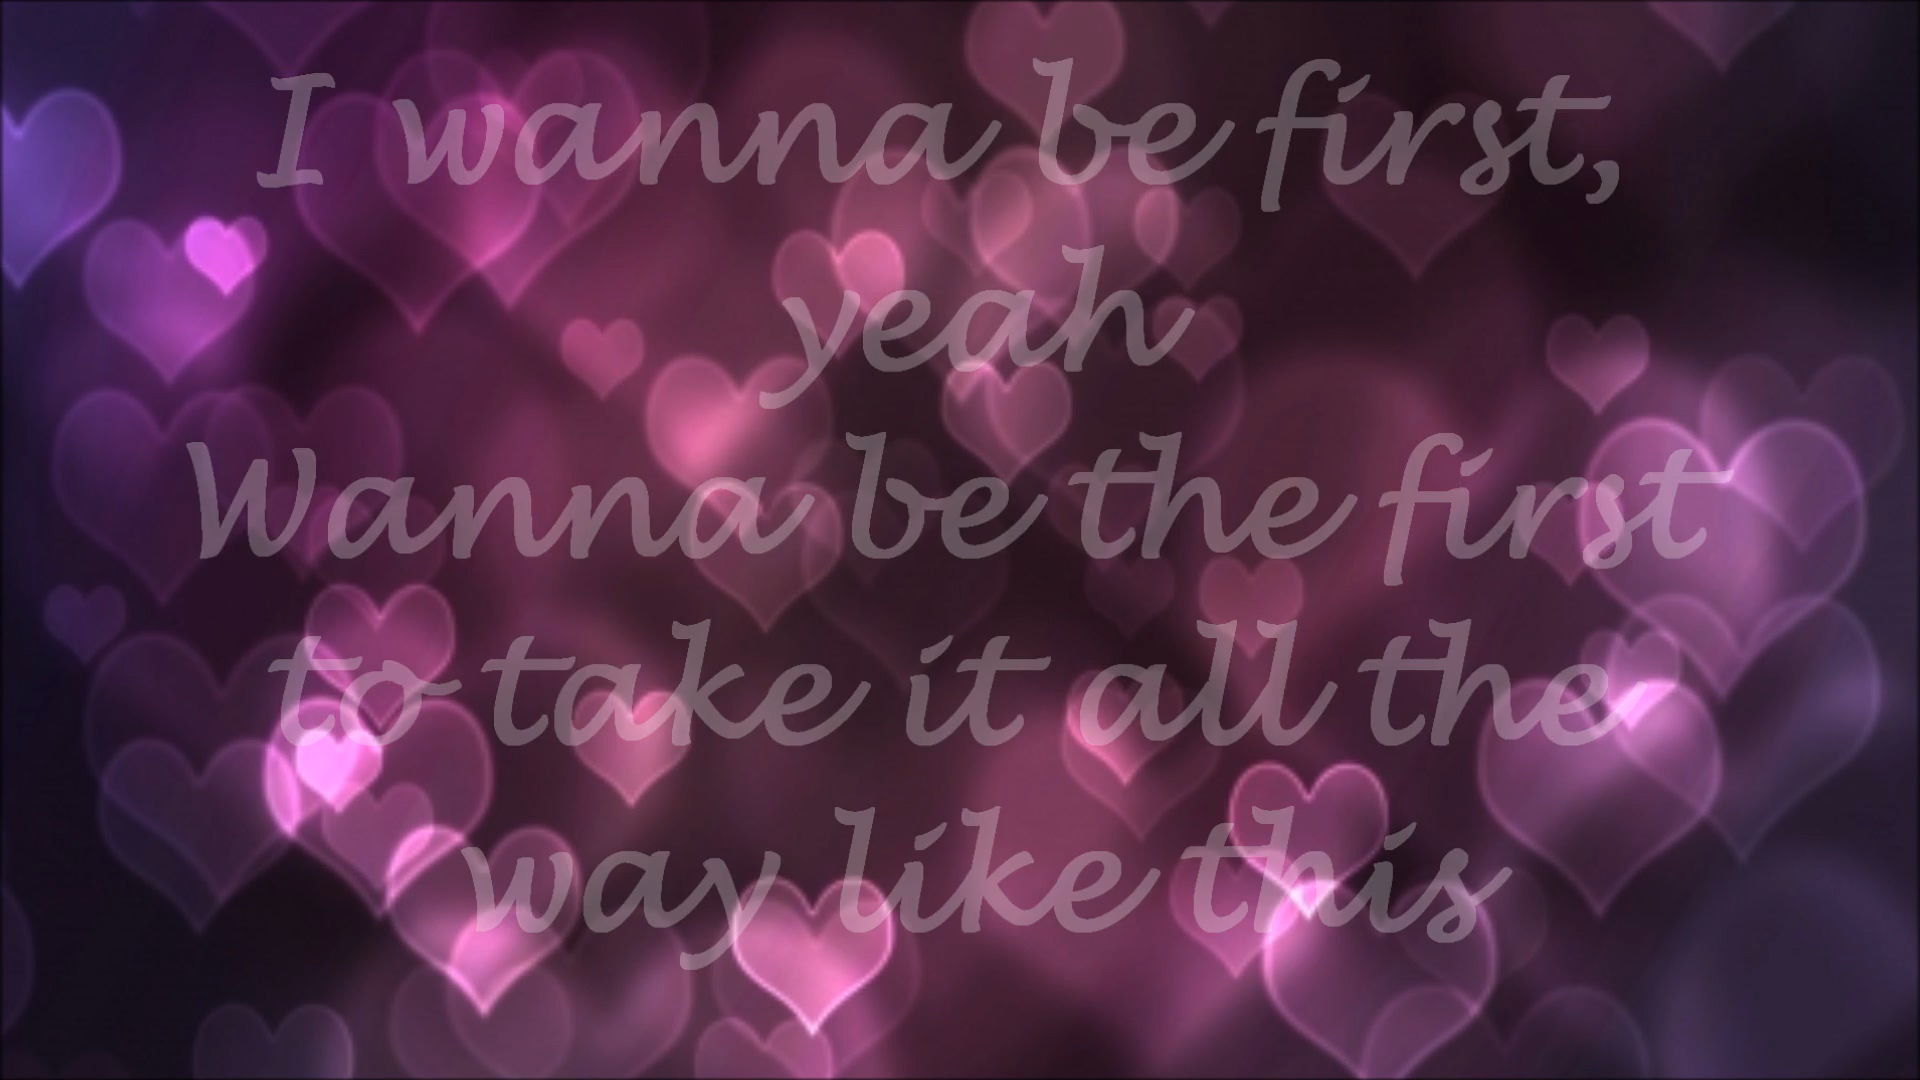 I wanna be first,
yeah
Wanna be the first
to take it all the
way like this